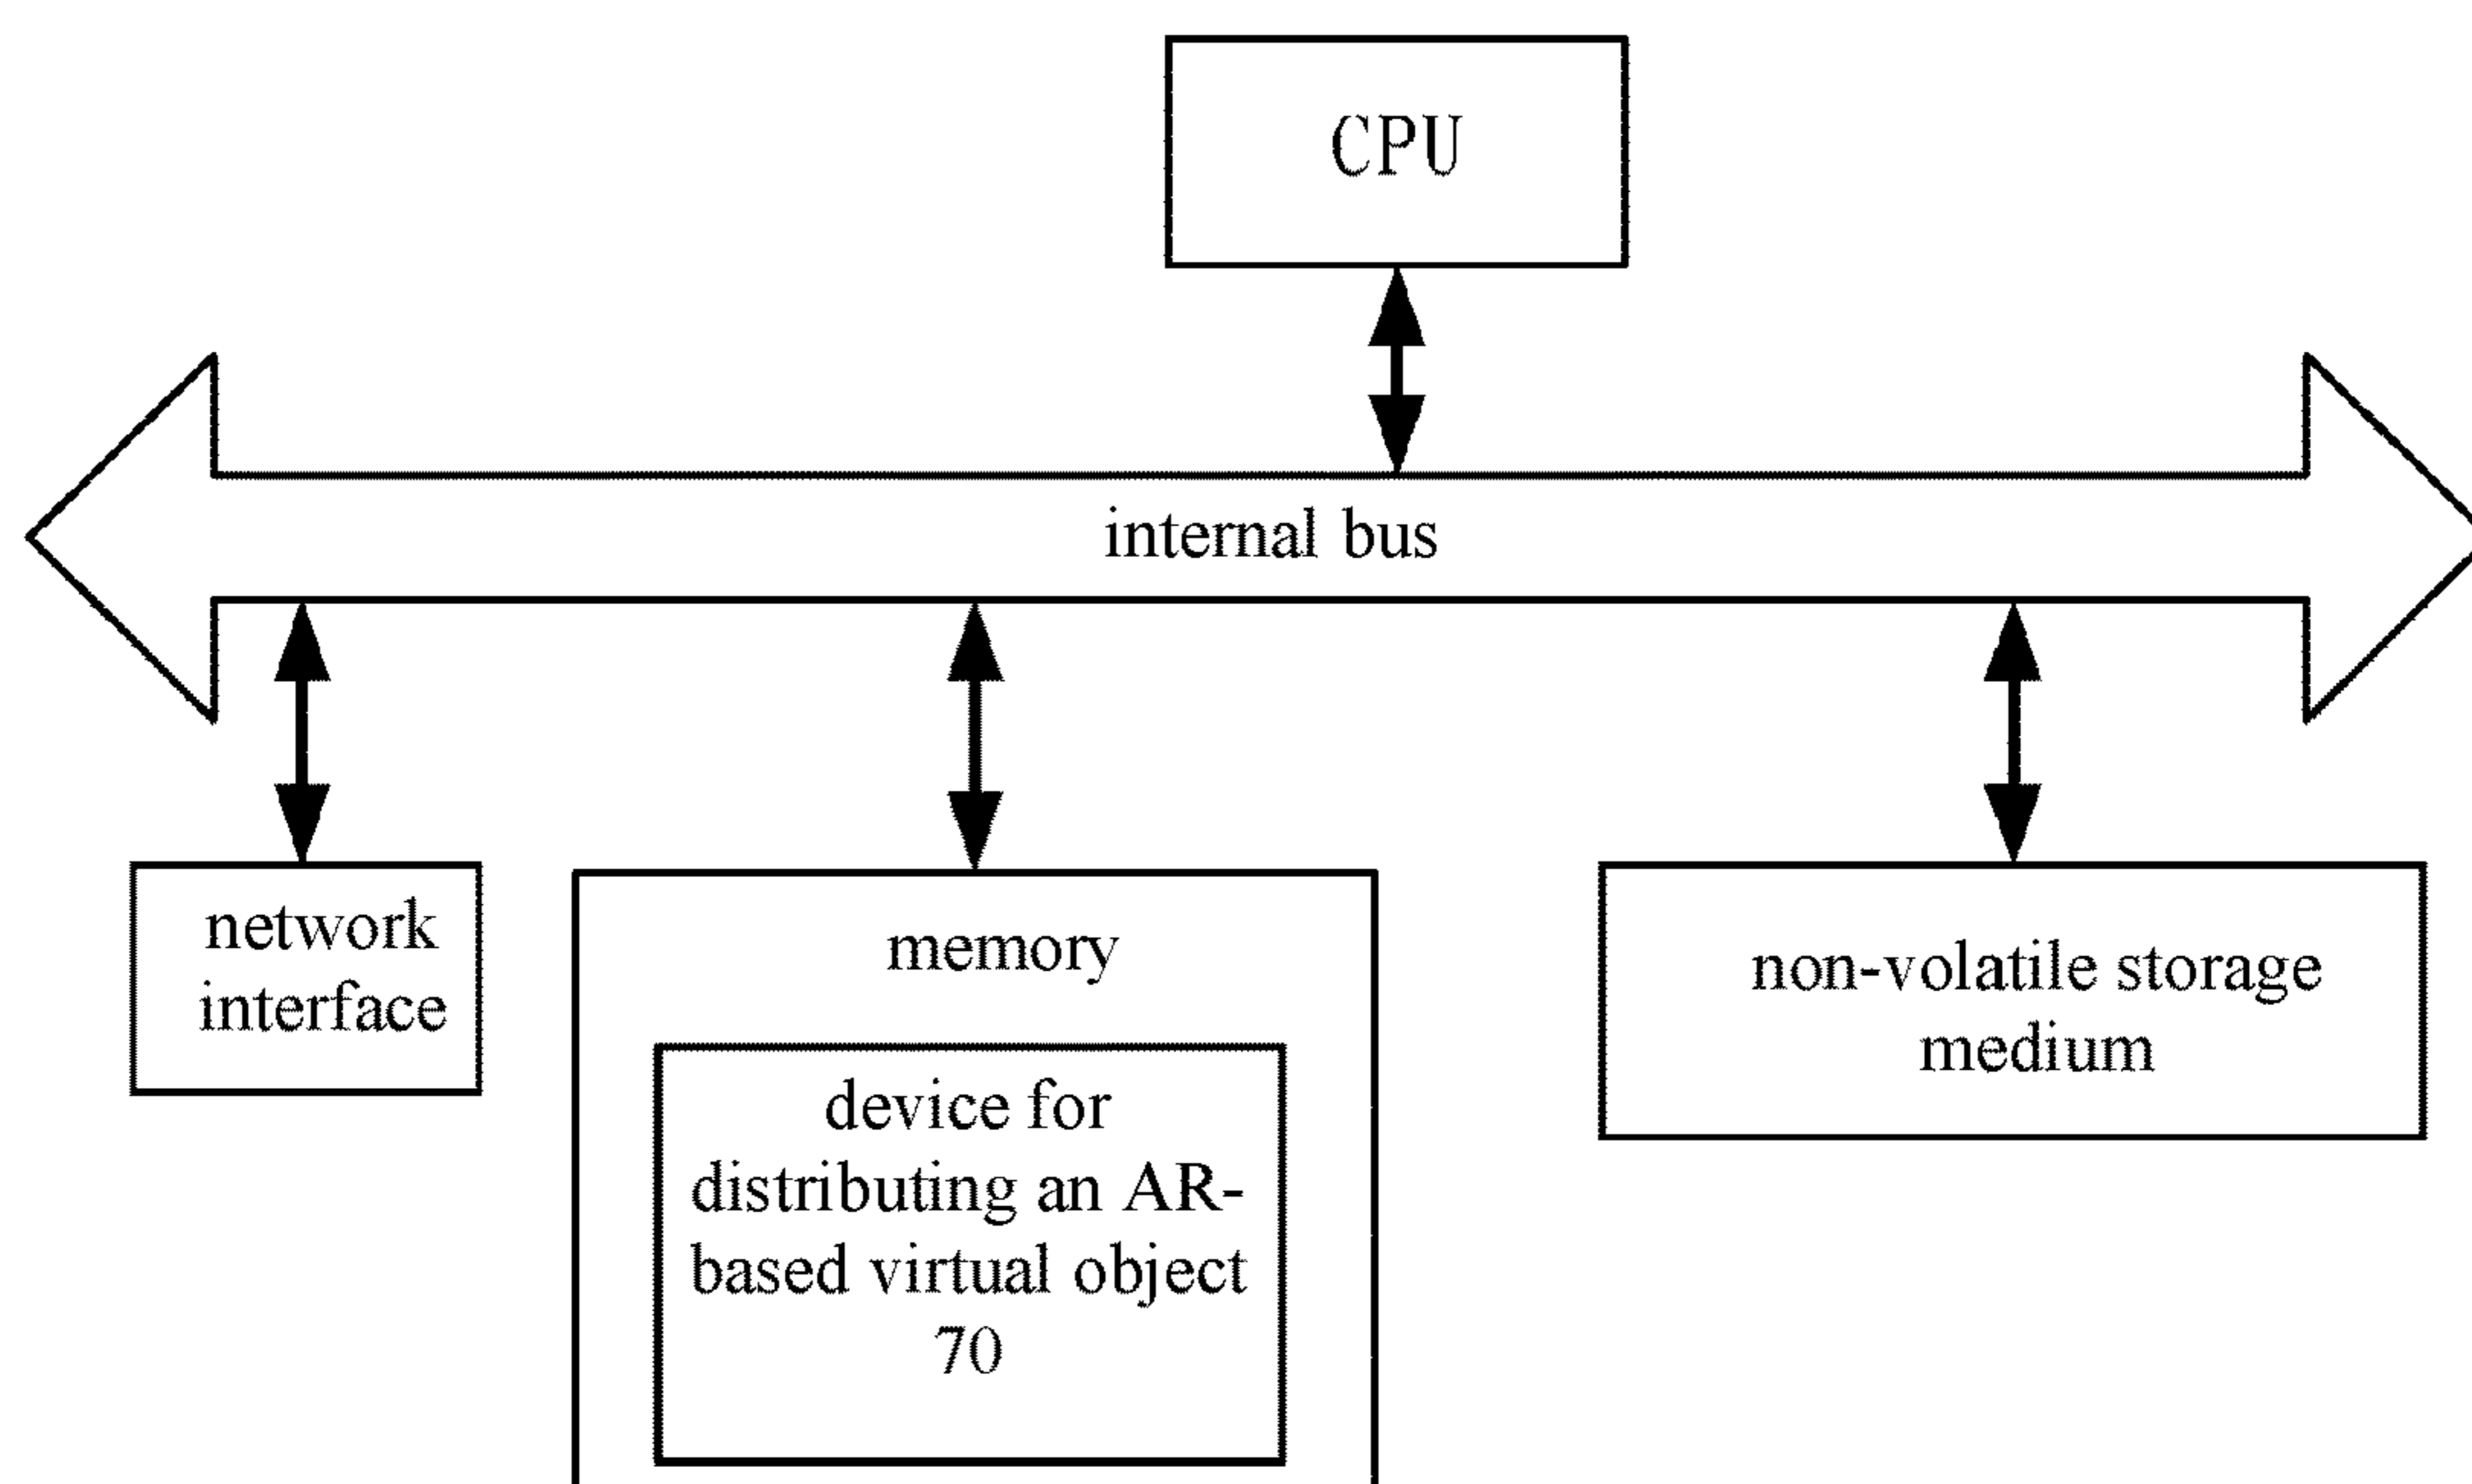 CPU
internal bus
network
interface
memory
device for
distributing an AR-
based virtual object
70
non-volatile storage
medium